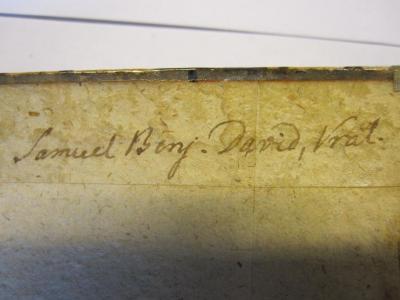 Samuel Benj. David, Vrat.